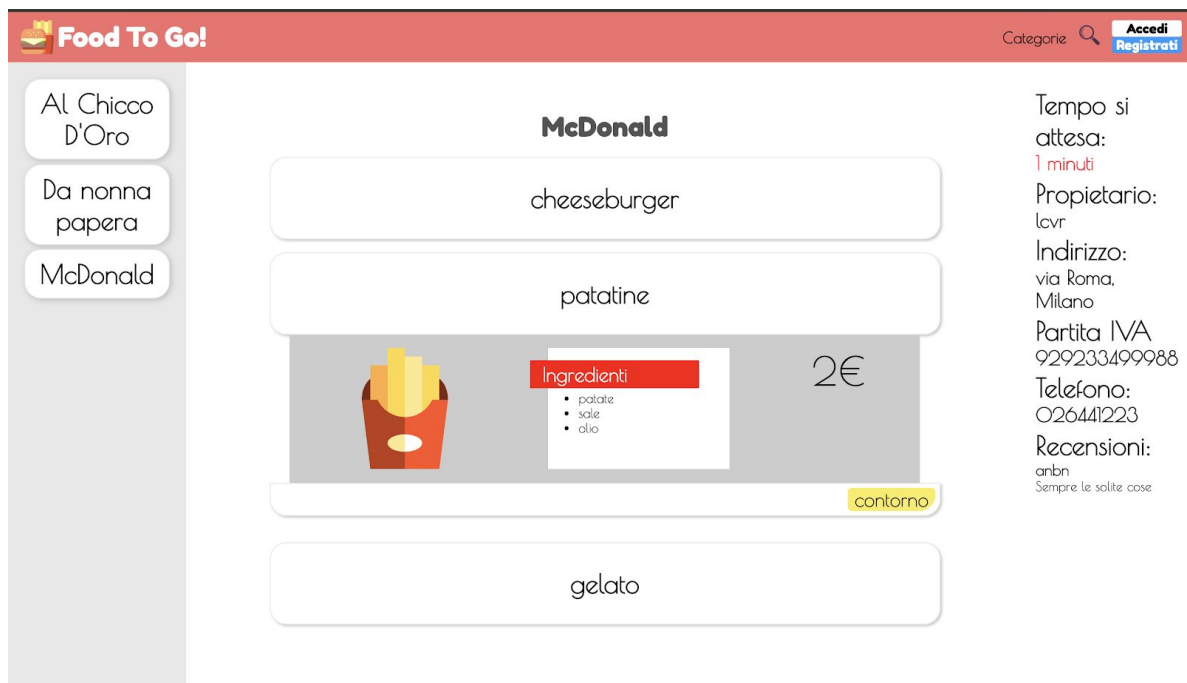 Food To Go!
Categorie
Accedi
Registrati
Al Chicco
D'Oro
Da nonna
papera
McDonald
McDonald
cheeseburger
patatine
Ingredienti
patate
sale
olio
2€
contorno
gelato
Tempo si
attesa:
1 minuti
Propietario:
lcvr
Indirizzo:
via Roma,
Milano
Partita IVA
929233499988
Telefono:
026441223
Recensioni:
anbn
Sempre le solite cose